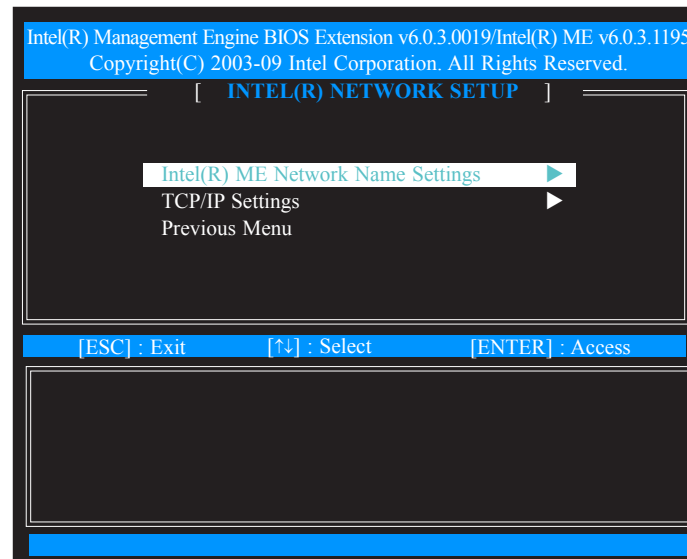 Intel(R) Management Engine BIOS Extension v6.0.3.0019/Intel(R) ME v6.0.3.1195
Copyright(C) 2003-09 Intel Corporation. All Rights Reserved.
[ INTEL(R) NETWORK SETUP ]
Intel(R) ME Network Name Settings ▶
TCP/IP Settings ▶
Previous Menu
[ESC] : Exit [↑↓] : Select [ENTER] : Access